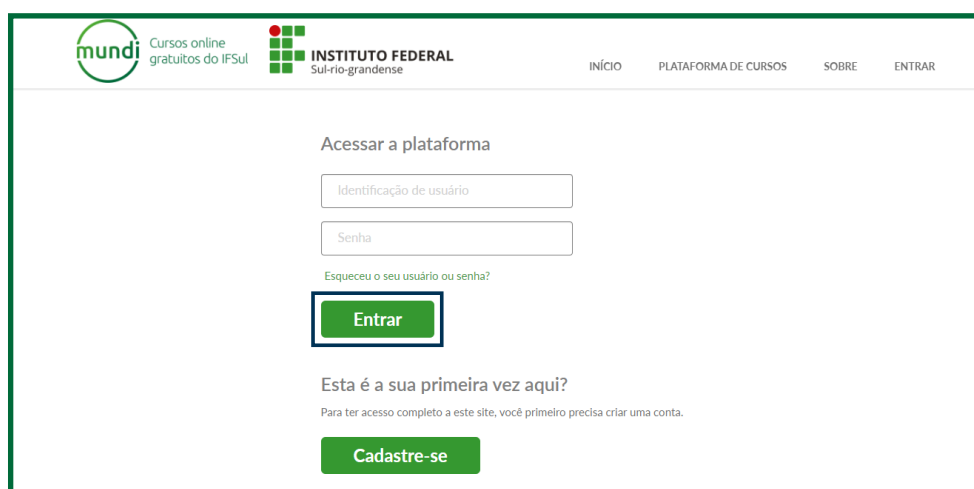 mundi
Cursos online
gratuitos do IFSul
INSTITUTO FEDERAL
Sul-rio-grandense
INÍCIO PLATAFORMA DE CURSOS SOBRE ENTRAR
Acessar a plataforma
Identificação de usuário
Senha
Esqueceu o seu usuário ou senha?
Entrar
Esta é a sua primeira vez aqui?
Para ter acesso completo a este site, você primeiro precisa criar uma conta.
Cadastre-se